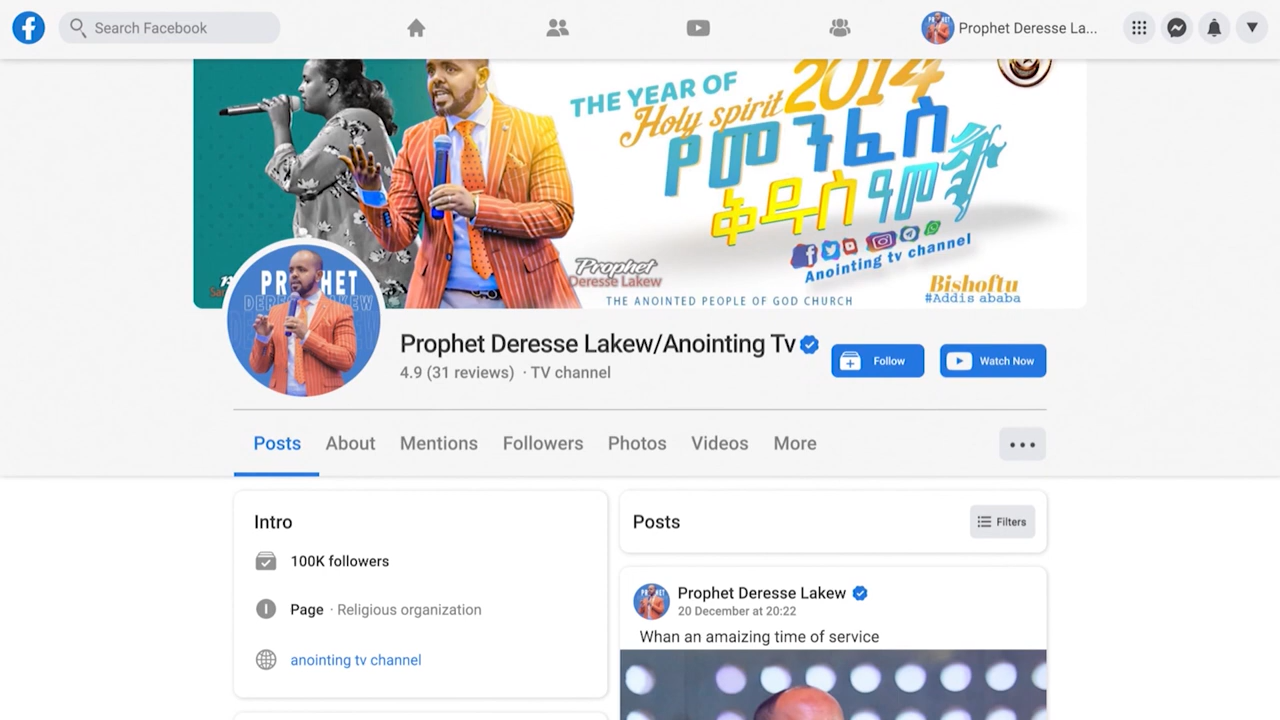 Search Facebook
Prophet Deresse La...
THE YEAR OF
Holy spirit 2014
የመንፈስ
ቅዱስ ዓመት
Anointing tv channel
Prophet
Deresse Lakew
THE ANOINTED PEOPLE OF GOD CHURCH
Bishoftu
#Addis ababa
PROPHET
DERESSE LAKEW
Prophet Deresse Lakew/Anointing Tv
4.9 (31 reviews) · TV channel
Follow
Watch Now
Posts About Mentions Followers Photos Videos More
Intro
100K followers
Page · Religious organization
anointing tv channel
Posts
Filters
Prophet Deresse Lakew
20 December at 20:22
Whan an amaizing time of service